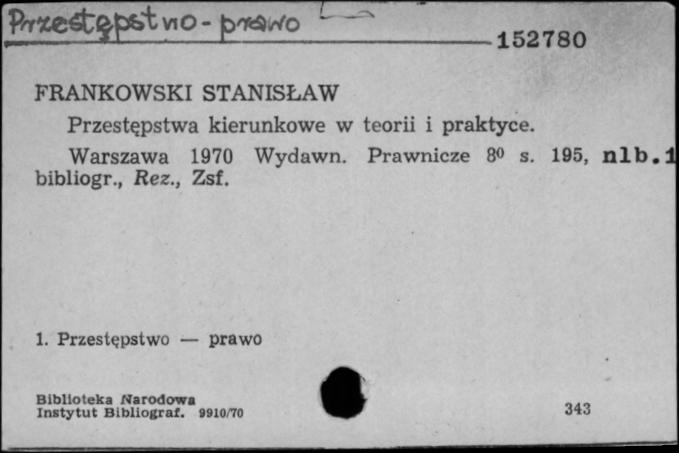 Przestępstwo - prawo
152780
FRANKOWSKI STANISŁAW
Przestępstwa kierunkowe w teorii i praktyce.
Warszawa 1970 Wydawn. Prawnicze 8º s. 195, nlb.1
bibliogr., Rez., Zsf.
1. Przestępstwo — prawo
Biblioteka Narodowa
Instytut Bibliograf. 9910/70
343